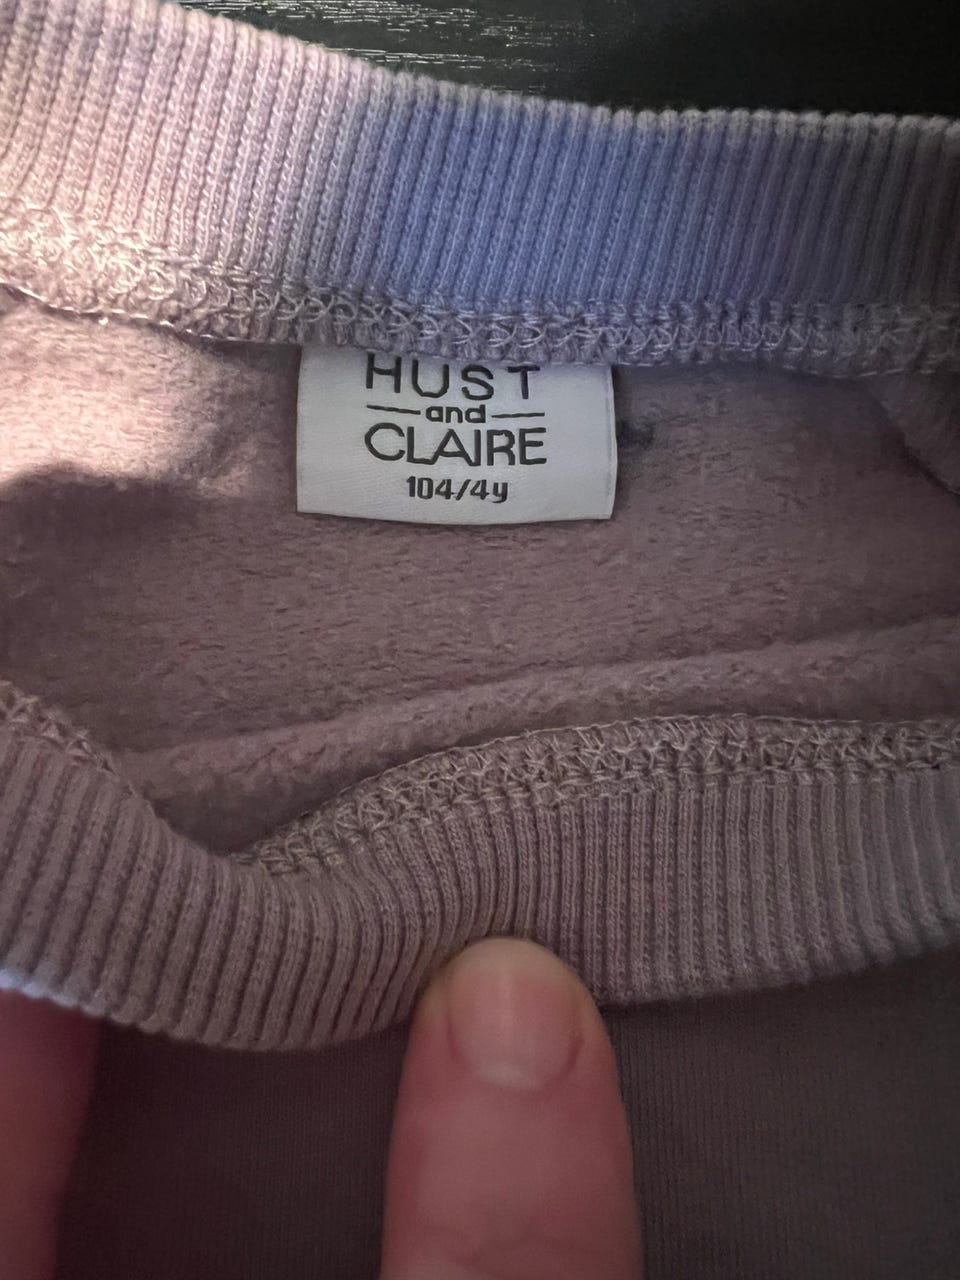 HUST
and
CLAIRE
104/4y